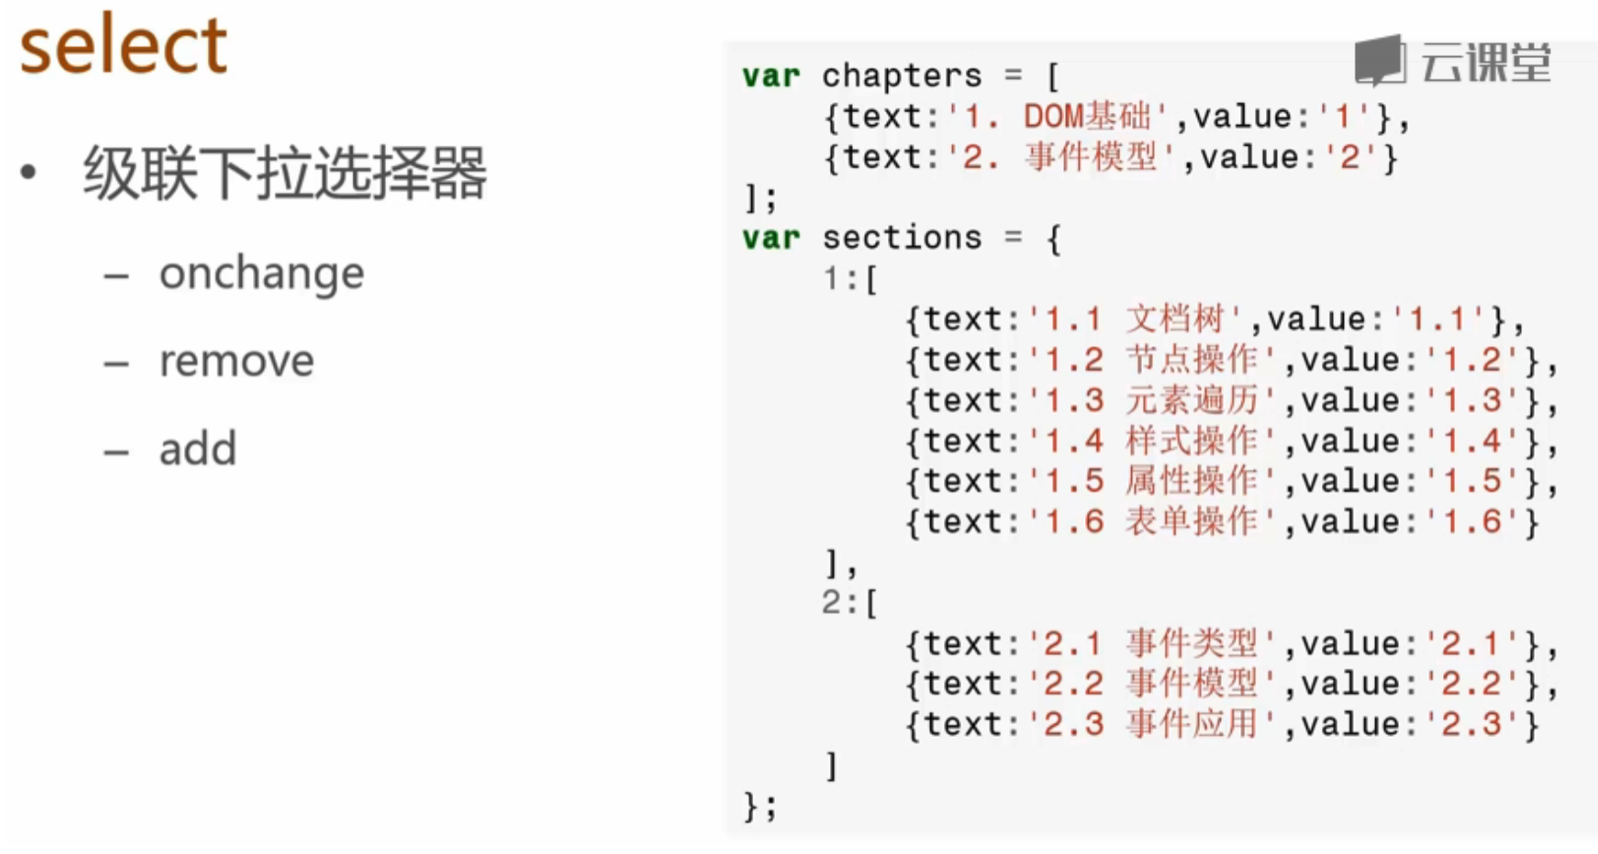 select
• 级联下拉选择器
– onchange
– remove
– add
云课堂
var chapters = [
{text:'1. DOM基础',value:'1'},
{text:'2. 事件模型',value:'2'}
];
var sections = {
1:[
{text:'1.1 文档树',value:'1.1'},
{text:'1.2 节点操作',value:'1.2'},
{text:'1.3 元素遍历',value:'1.3'},
{text:'1.4 样式操作',value:'1.4'},
{text:'1.5 属性操作',value:'1.5'},
{text:'1.6 表单操作',value:'1.6'}
],
2:[
{text:'2.1 事件类型',value:'2.1'},
{text:'2.2 事件模型',value:'2.2'},
{text:'2.3 事件应用',value:'2.3'}
]
};